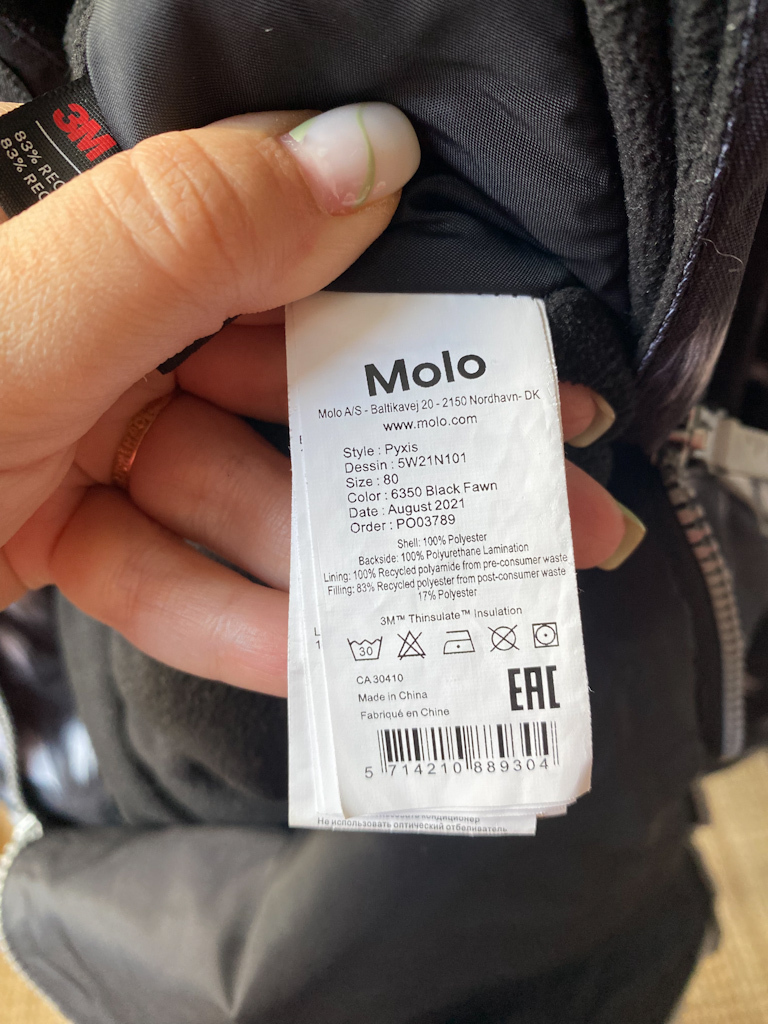 3M
83% REC
83% REC
Molo
Molo A/S - Baltikavej 20 - 2150 Nordhavn- DK
www.molo.com
Style : Pyxis
Dessin : 5W21N101
Size : 80
Color : 6350 Black Fawn
Date : August 2021
Order : PO03789
Shell: 100% Polyester
Backside: 100% Polyurethane Lamination
Lining: 100% Recycled polyamide from pre-consumer waste
Filling: 83% Recycled polyester from post-consumer waste
17% Polyester
3M™ Thinsulate™ Insulation
30
CA30410
Made in China
Fabriqué en Chine
EAC
5 714210 889304
Не использовать оптический отбеливатель